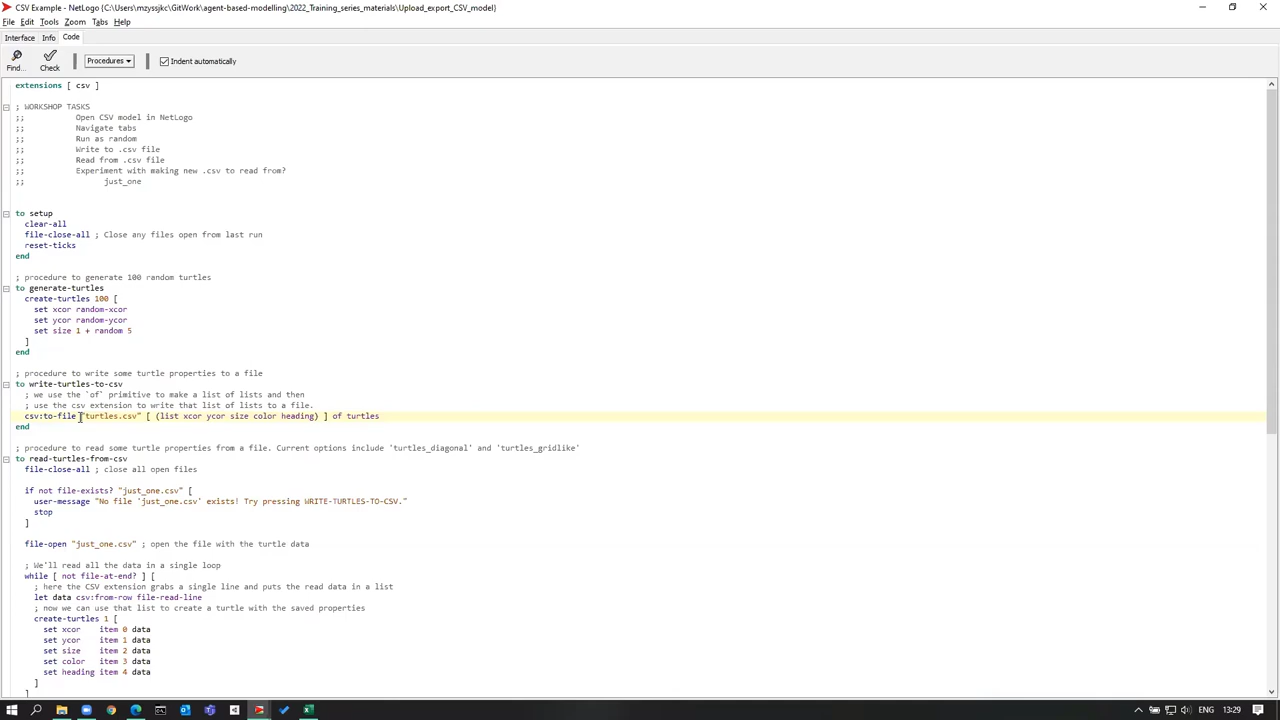 CSV Example - NetLogo {C:\Users\mzyssjkc\GitWork\agent-based-modelling\2022_Training_series_materials\Upload_export_CSV_model}
File Edit Tools Zoom Tabs Help
Interface Info Code
Find... Check Procedures Indent automatically
extensions [ csv ]
; WORKSHOP TASKS
;; Open CSV model in NetLogo
;; Navigate tabs
;; Run as random
;; Write to .csv file
;; Read from .csv file
;; Experiment with making new .csv to read from?
;; just_one
to setup
clear-all
file-close-all ; Close any files open from last run
reset-ticks
end
; procedure to generate 100 random turtles
to generate-turtles
create-turtles 100 [
set xcor random-xcor
set ycor random-ycor
set size 1 + random 5
]
end
; procedure to write some turtle properties to a file
to write-turtles-to-csv
; we use the `of` primitive to make a list of lists and then
; use the csv extension to write that list of lists to a file.
csv:to-file "turtles.csv" [ (list xcor ycor size color heading) ] of turtles
end
; procedure to read some turtle properties from a file. Current options include 'turtles_diagonal' and 'turtles_gridlike'
to read-turtles-from-csv
file-close-all ; close all open files
if not file-exists? "just_one.csv" [
user-message "No file 'just_one.csv' exists! Try pressing WRITE-TURTLES-TO-CSV."
stop
]
file-open "just_one.csv" ; open the file with the turtle data
; We'll read all the data in a single loop
while [ not file-at-end? ] [
; here the CSV extension grabs a single line and puts the read data in a list
let data csv:from-row file-read-line
; now we can use that list to create a turtle with the saved properties
create-turtles 1 [
set xcor item 0 data
set ycor item 1 data
set size item 2 data
set color item 3 data
set heading item 4 data
]
]
ENG 13:29